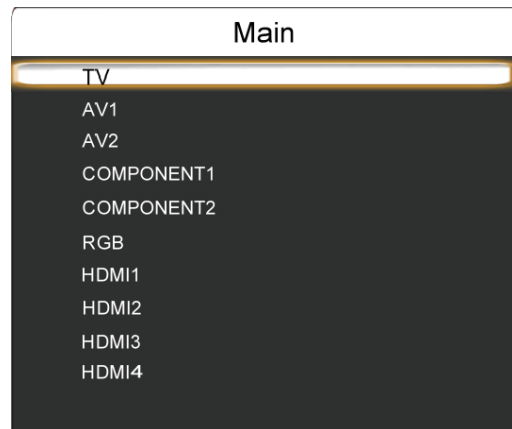 Main
TV
AV1
AV2
COMPONENT1
COMPONENT2
RGB
HDMI1
HDMI2
HDMI3
HDMI4